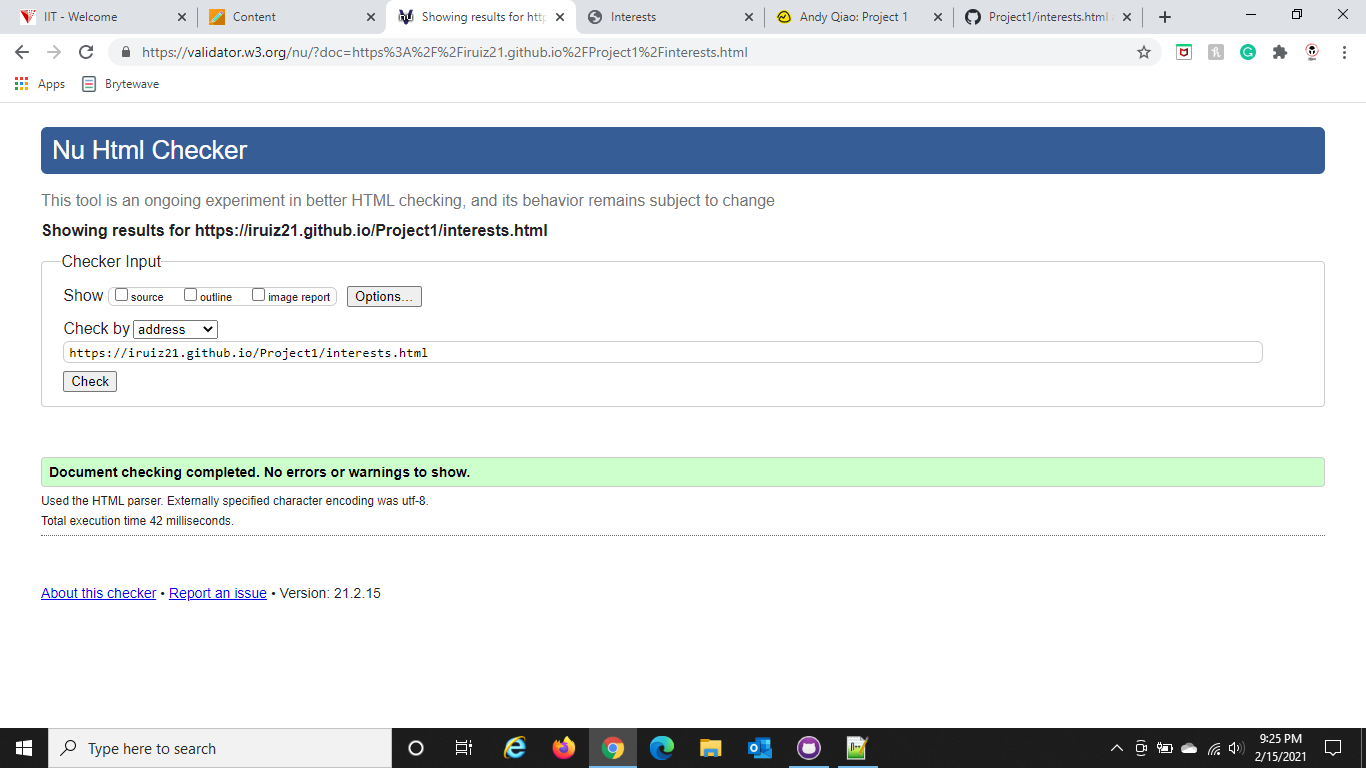 IIT - Welcome
Content
Showing results for http
Interests
Andy Qiao: Project 1
Project1/interests.html
https://validator.w3.org/nu/?doc=https%3A%2F%2Firuiz21.github.io%2FProject1%2Finterests.html
Apps
Brytewave
Nu Html Checker
This tool is an ongoing experiment in better HTML checking, and its behavior remains subject to change
Showing results for https://iruiz21.github.io/Project1/interests.html
Checker Input
Show source outline image report Options...
Check by address
https://iruiz21.github.io/Project1/interests.html
Check
Document checking completed. No errors or warnings to show.
Used the HTML parser. Externally specified character encoding was utf-8.
Total execution time 42 milliseconds.
About this checker • Report an issue • Version: 21.2.15
Type here to search
9:25 PM
2/15/2021